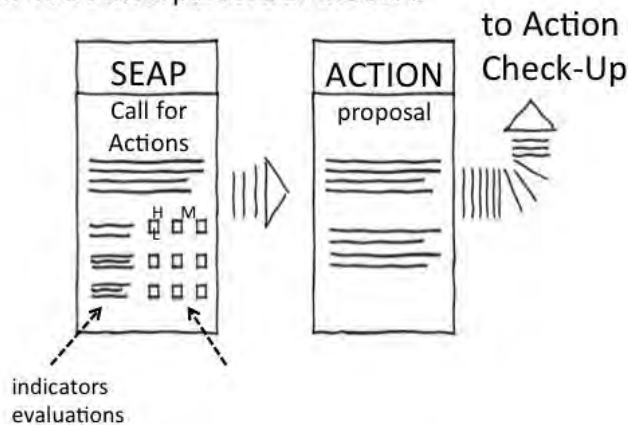 SEAP
Call for
Actions
H M
L
indicators
evaluations
ACTION
proposal
to Action
Check-Up